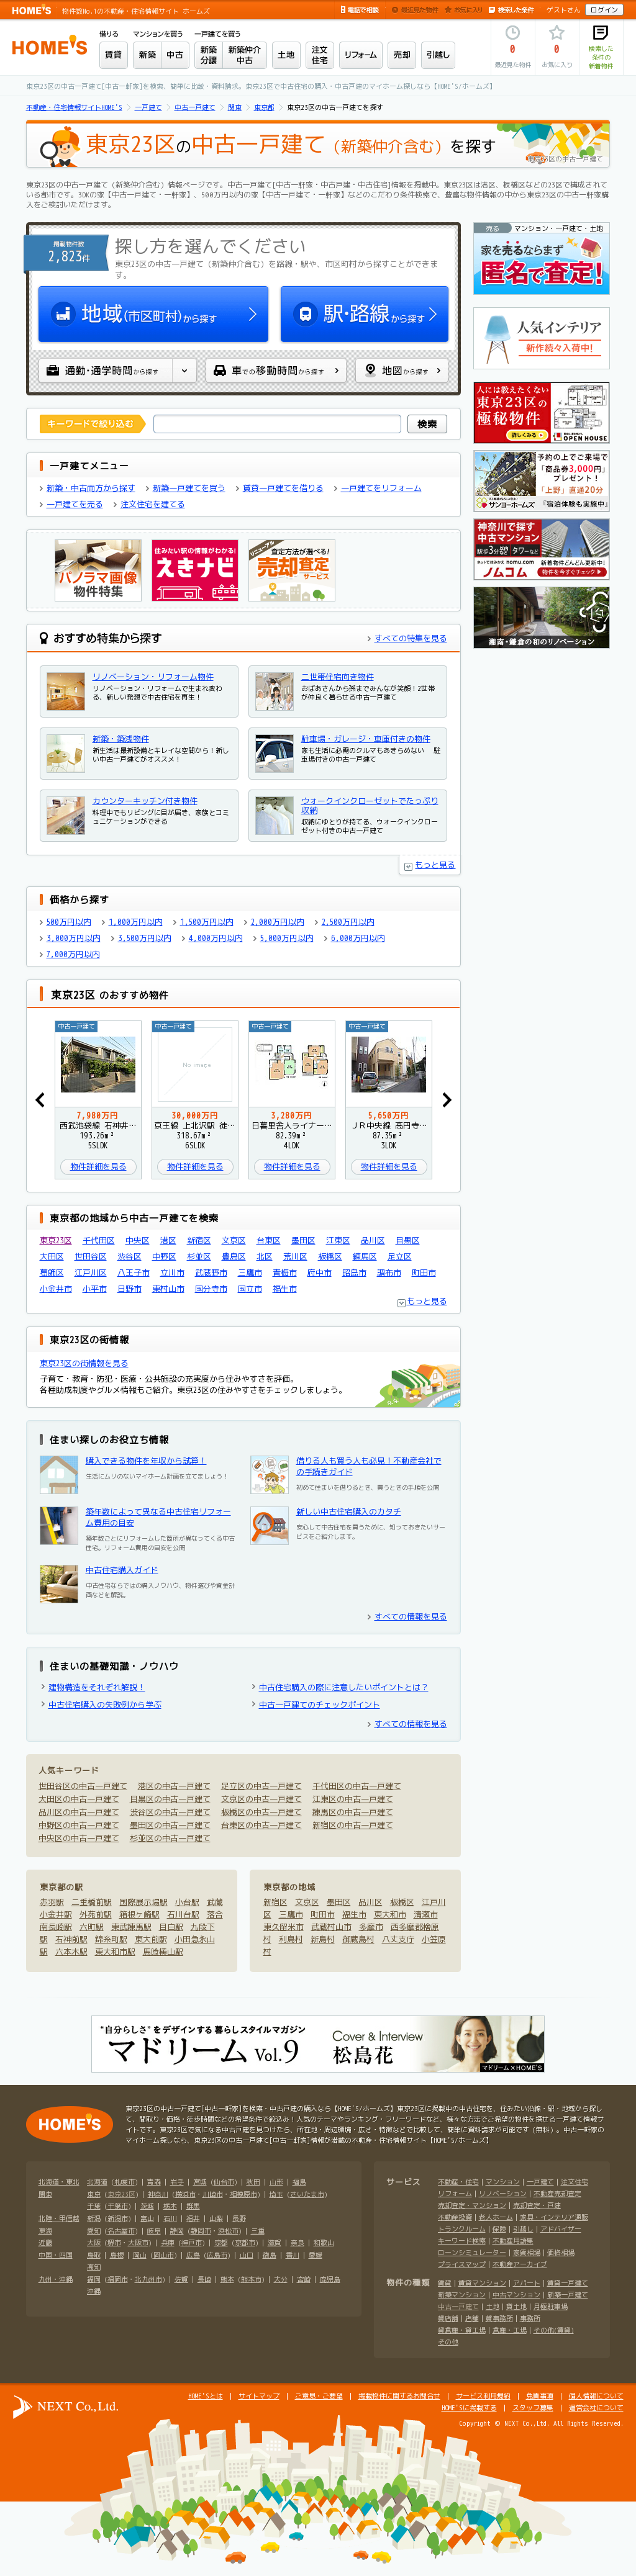 HOME'S 物件数No.1の不動産・住宅情報サイト ホームズ
電話で相談 最近見た物件 お気に入り 検索した条件 ゲストさん ログイン
HOME'S
借りる マンションを買う 一戸建てを買う
賃貸 新築 中古 新築分譲 新築仲介中古 土地 注文住宅 リフォーム 売却 引越し
0 最近見た物件
0 お気に入り
検索した条件の新着物件
東京23区の中古一戸建て[中古一軒家]を検索、簡単に比較・資料請求。東京23区で中古住宅の購入・中古戸建のマイホーム探しなら【HOME'S/ホームズ】
不動産・住宅情報サイトHOME'S 一戸建て 中古一戸建て 関東 東京都 東京23区の中古一戸建てを探す
東京23区の中古一戸建て（新築仲介含む）を探す
東京23区の中古一戸建て（新築仲介含む）情報ページです。中古一戸建て[中古一軒家・中古戸建・中古住宅]情報を掲載中。東京23区は港区、板橋区などの23区で構成されている都市です。3DKの家【中古一戸建て・一軒家】、500万円以内の家【中古一戸建て・一軒家】などのこだわり条件検索で、豊富な物件情報の中から東京23区の中古一軒家購入をご検討いただけます。
掲載物件数 2,823件
探し方を選んでください
東京23区の中古一戸建て（新築仲介含む）を路線・駅や、市区町村から探すことができます。
地域(市区町村)から探す
駅・路線から探す
通勤・通学時間から探す
車での移動時間から探す
地図から探す
キーワードで絞り込む 検索
一戸建てメニュー
新築・中古両方から探す 新築一戸建てを買う 賃貸一戸建てを借りる 一戸建てをリフォーム
一戸建てを売る 注文住宅を建てる
パノラマ画像物件特集
住みたい駅の情報がわかる! えきナビ
リニューアル 査定方法が選べる! 売却査定サービス
おすすめ特集から探す すべての特集を見る
リノベーション・リフォーム物件
リノベーション・リフォームで生まれ変わる、新しい発想で中古住宅を再生！
二世帯住宅向き物件
おばあさんから孫までみんなが笑顔！2世帯が仲良く暮らせる中古一戸建て
新築・築浅物件
新生活は最新設備とキレイな空間から！新しい中古一戸建てがオススメ！
駐車場・ガレージ・車庫付きの物件
家も生活に必需のクルマもあきらめない 駐車場付きの中古一戸建て
カウンターキッチン付き物件
料理中でもリビングに目が届き、家族とコミュニケーションができる
ウォークインクローゼットでたっぷり収納
収納にゆとりが持てる、ウォークインクローゼット付きの中古一戸建て
もっと見る
価格から探す
500万円以内 1,000万円以内 1,500万円以内 2,000万円以内 2,500万円以内
3,000万円以内 3,500万円以内 4,000万円以内 5,000万円以内 6,000万円以内
7,000万円以内
東京23区 のおすすめ物件
中古一戸建て 中古一戸建て 中古一戸建て 中古一戸建て
No image
7,980万円 30,000万円 3,280万円 5,650万円
西武池袋線 石神井… 京王線 上北沢駅 徒… 日暮里舎人ライナー… ＪＲ中央線 高円寺…
193.26m² 318.67m² 82.39m² 87.35m²
5SLDK 6SLDK 4LDK 3LDK
物件詳細を見る 物件詳細を見る 物件詳細を見る 物件詳細を見る
東京都の地域から中古一戸建てを検索
東京23区 千代田区 中央区 港区 新宿区 文京区 台東区 墨田区 江東区 品川区 目黒区
大田区 世田谷区 渋谷区 中野区 杉並区 豊島区 北区 荒川区 板橋区 練馬区 足立区
葛飾区 江戸川区 八王子市 立川市 武蔵野市 三鷹市 青梅市 府中市 昭島市 調布市 町田市
小金井市 小平市 日野市 東村山市 国分寺市 国立市 福生市
もっと見る
東京23区の街情報
東京23区の街情報を見る
子育て・教育・防犯・医療・公共施設の充実度から住みやすさを評価。
各種助成制度やグルメ情報もご紹介。東京23区の住みやすさをチェックしましょう。
住まい探しのお役立ち情報
購入できる物件を年収から試算！
生活にムリのないマイホーム計画を立てましょう！
借りる人も買う人も必見！不動産会社での手続きガイド
初めて住まいを借りるとき、買うときの手順を公開
築年数によって異なる中古住宅リフォーム費用の目安
築年数ごとにリフォームした箇所が異なってくる中古住宅。リフォーム費用の目安を公開
新しい中古住宅購入のカタチ
安心して中古住宅を買うために、知っておきたいサービスをご紹介します。
中古住宅購入ガイド
中古住宅ならではの購入ノウハウ、物件選びや資金計画などを解説。
すべての情報を見る
住まいの基礎知識・ノウハウ
建物構造をそれぞれ解説！ 中古住宅購入の際に注意したいポイントとは？
中古住宅購入の失敗例から学ぶ 中古一戸建てのチェックポイント
すべての情報を見る
人気キーワード
世田谷区の中古一戸建て 港区の中古一戸建て 足立区の中古一戸建て 千代田区の中古一戸建て
大田区の中古一戸建て 目黒区の中古一戸建て 文京区の中古一戸建て 江東区の中古一戸建て
品川区の中古一戸建て 渋谷区の中古一戸建て 板橋区の中古一戸建て 練馬区の中古一戸建て
中野区の中古一戸建て 墨田区の中古一戸建て 台東区の中古一戸建て 新宿区の中古一戸建て
中央区の中古一戸建て 杉並区の中古一戸建て
東京都の駅
赤羽駅 二重橋前駅 国際展示場駅 小台駅 武蔵小金井駅 外苑前駅 箱根ヶ崎駅 石川台駅 落合南長崎駅 六町駅 東武練馬駅 目白駅 九段下駅 石神前駅 錦糸町駅 東大前駅 小田急永山駅 六本木駅 東大和市駅 馬喰横山駅
東京都の地域
新宿区 文京区 墨田区 品川区 板橋区 江戸川区 三鷹市 町田市 福生市 東大和市 清瀬市 東久留米市 武蔵村山市 多摩市 西多摩郡檜原村 利島村 新島村 御蔵島村 八丈支庁 小笠原村
売る マンション・一戸建て・土地
家を売るならまず 匿名で査定!
人気インテリア 新作続々入荷中!
人には教えたくない 東京23区の極秘物件 詳しくみる OPEN HOUSE
予約の上でご来場で「商品券3,000円」プレゼント! 「上野」直通20分 『宿泊体験も実施中』 サンヨーホームズ
神奈川で探す中古マンション 駅歩3分 タワーなど 新着物件どんどん更新中! ネットで住みかえ nomu.com ノムコム 物件を今すぐチェック
湘南・鎌倉の和のリノベーション
"自分らしさ"をデザインする暮らしスタイルマガジン マドリーム Vol.9 Cover & Interview 松島花 マドリーム×HOME'S
HOME'S
東京23区の中古一戸建て[中古一軒家]を検索・中古戸建の購入なら【HOME'S/ホームズ】東京23区に掲載中の中古住宅を、住みたい沿線・駅・地域から探して、間取り・価格・徒歩時間などの希望条件で絞込み！人気のテーマやランキング・フリーワードなど、様々な方法でご希望の物件を探せる一戸建て情報サイトです。東京23区で気になる中古戸建を見つけたら、所在地・周辺環境・広さ・特徴などで比較して、簡単に資料請求が可能です（無料）。中古一軒家のマイホーム探しなら、東京23区の中古一戸建て[中古一軒家]情報が満載の不動産・住宅情報サイト【HOME'S/ホームズ】
北海道・東北 北海道 (札幌市) | 青森 | 岩手 | 宮城 (仙台市) | 秋田 | 山形 | 福島
関東 東京 (東京23区) | 神奈川 (横浜市・川崎市・相模原市) | 埼玉 (さいたま市) | 千葉 (千葉市) | 茨城 | 栃木 | 群馬
北陸・甲信越 新潟 (新潟市) | 富山 | 石川 | 福井 | 山梨 | 長野
東海 愛知 (名古屋市) | 岐阜 | 静岡 (静岡市・浜松市) | 三重
近畿 大阪 (堺市・大阪市) | 兵庫 (神戸市) | 京都 (京都市) | 滋賀 | 奈良 | 和歌山
中国・四国 鳥取 | 島根 | 岡山 (岡山市) | 広島 (広島市) | 山口 | 徳島 | 香川 | 愛媛 | 高知
九州・沖縄 福岡 (福岡市・北九州市) | 佐賀 | 長崎 | 熊本 (熊本市) | 大分 | 宮崎 | 鹿児島 | 沖縄
サービス
不動産・住宅 | マンション | 一戸建て | 注文住宅
リフォーム | リノベーション | 不動産売却査定
売却査定・マンション | 売却査定・戸建
不動産投資 | 老人ホーム | 家具・インテリア通販
トランクルーム | 保険 | 引越し | アドバイザー
キーワード検索 | 不動産用語集
ローンシミュレーター | 家賃相場 | 価格相場
プライスマップ | 不動産アーカイブ
物件の種類
賃貸 | 賃貸マンション | アパート | 賃貸一戸建て
新築マンション | 中古マンション | 新築一戸建て
中古一戸建て | 土地 | 貸土地 | 月極駐車場
貸店舗 | 店舗 | 貸事務所 | 事務所
貸倉庫・貸工場 | 倉庫・工場 | その他(賃貸)
その他
NEXT Co.,Ltd.
HOME'Sとは | サイトマップ | ご意見・ご要望 | 掲載物件に関するお問合せ | サービス利用規約 | 免責事項 | 個人情報について
HOME'Sに掲載する | スタッフ募集 | 運営会社について
Copyright © NEXT Co.,Ltd. All Rights Reserved.